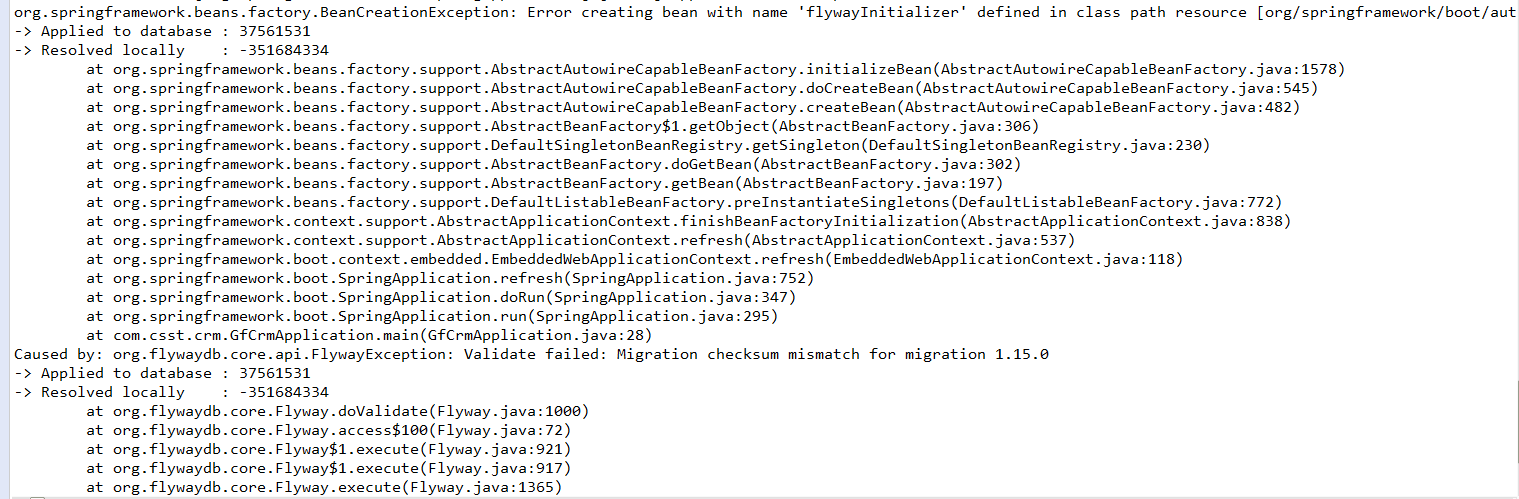 org.springframework.beans.factory.BeanCreationException: Error creating bean with name 'flywayInitializer' defined in class path resource [org/springframework/boot/aut
-> Applied to database : 37561531
-> Resolved locally    : -351684334
        at org.springframework.beans.factory.support.AbstractAutowireCapableBeanFactory.initializeBean(AbstractAutowireCapableBeanFactory.java:1578)
        at org.springframework.beans.factory.support.AbstractAutowireCapableBeanFactory.doCreateBean(AbstractAutowireCapableBeanFactory.java:545)
        at org.springframework.beans.factory.support.AbstractAutowireCapableBeanFactory.createBean(AbstractAutowireCapableBeanFactory.java:482)
        at org.springframework.beans.factory.support.AbstractBeanFactory$1.getObject(AbstractBeanFactory.java:306)
        at org.springframework.beans.factory.support.DefaultSingletonBeanRegistry.getSingleton(DefaultSingletonBeanRegistry.java:230)
        at org.springframework.beans.factory.support.AbstractBeanFactory.doGetBean(AbstractBeanFactory.java:302)
        at org.springframework.beans.factory.support.AbstractBeanFactory.getBean(AbstractBeanFactory.java:197)
        at org.springframework.beans.factory.support.DefaultListableBeanFactory.preInstantiateSingletons(DefaultListableBeanFactory.java:772)
        at org.springframework.context.support.AbstractApplicationContext.finishBeanFactoryInitialization(AbstractApplicationContext.java:838)
        at org.springframework.context.support.AbstractApplicationContext.refresh(AbstractApplicationContext.java:537)
        at org.springframework.boot.context.embedded.EmbeddedWebApplicationContext.refresh(EmbeddedWebApplicationContext.java:118)
        at org.springframework.boot.SpringApplication.refresh(SpringApplication.java:752)
        at org.springframework.boot.SpringApplication.doRun(SpringApplication.java:347)
        at org.springframework.boot.SpringApplication.run(SpringApplication.java:295)
        at com.csst.crm.GfCrmApplication.main(GfCrmApplication.java:28)
Caused by: org.flywaydb.core.api.FlywayException: Validate failed: Migration checksum mismatch for migration 1.15.0
-> Applied to database : 37561531
-> Resolved locally    : -351684334
        at org.flywaydb.core.Flyway.doValidate(Flyway.java:1000)
        at org.flywaydb.core.Flyway.access$100(Flyway.java:72)
        at org.flywaydb.core.Flyway$1.execute(Flyway.java:921)
        at org.flywaydb.core.Flyway$1.execute(Flyway.java:917)
        at org.flywaydb.core.Flyway.execute(Flyway.java:1365)